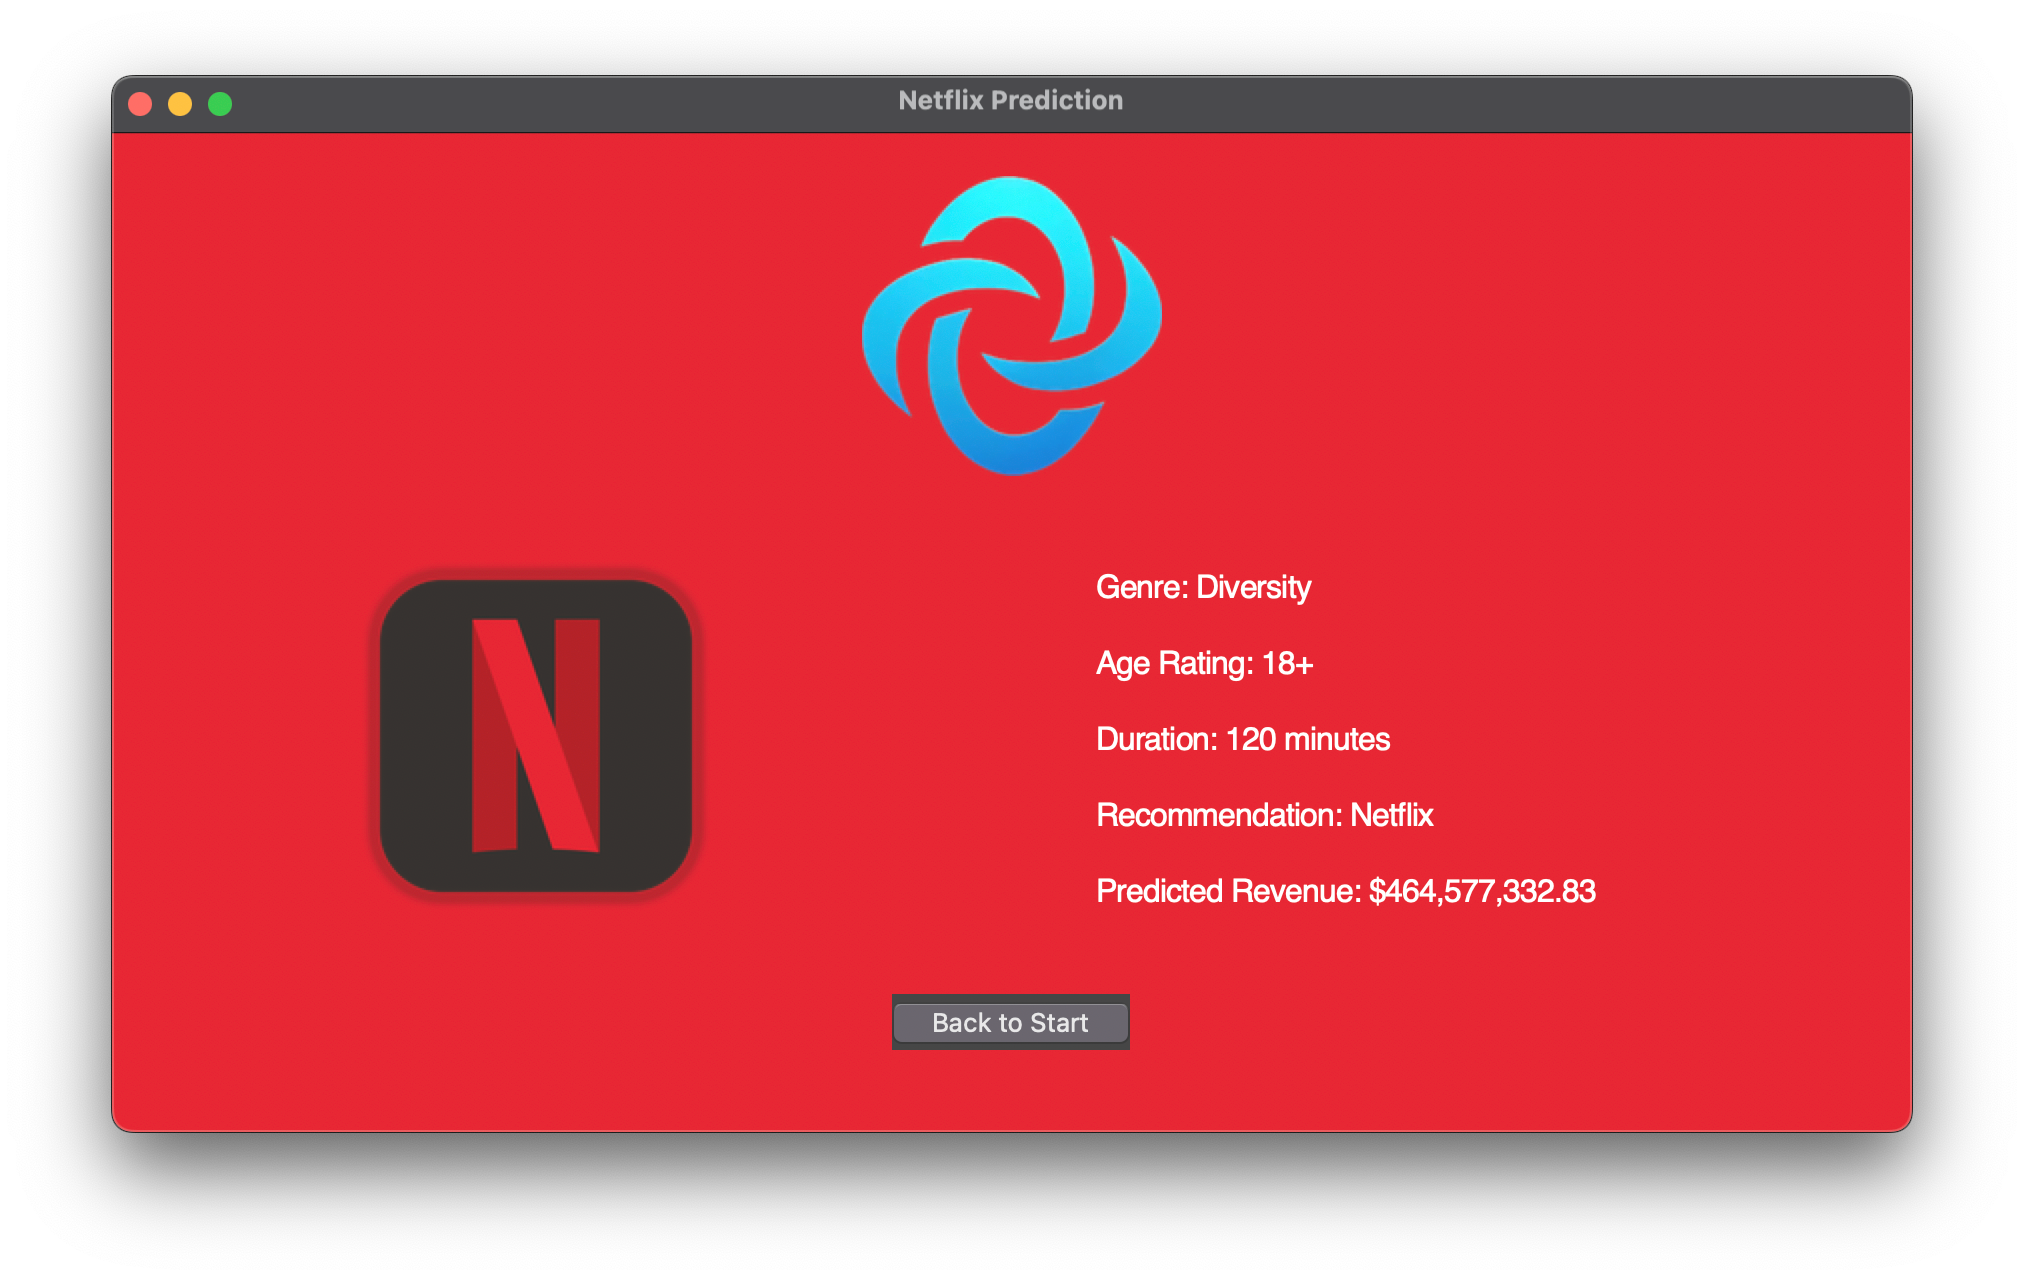 Netflix Prediction
Genre: Diversity
Age Rating: 18+
Duration: 120 minutes
Recommendation: Netflix
Predicted Revenue: $464,577,332.83
N
Back to Start